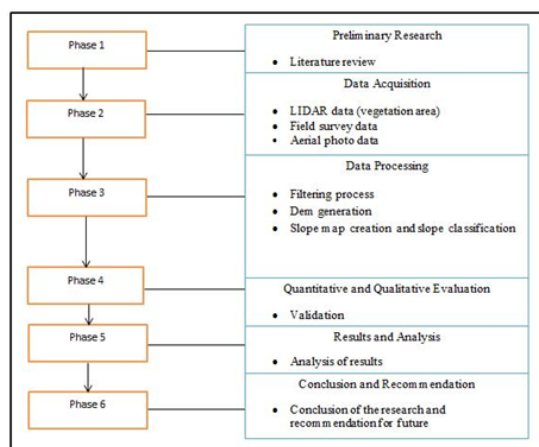 Phase 1
Preliminary Research
• Literature review
Phase 2
Data Acquisition
• LIDAR data (vegetation area)
• Field survey data
• Aerial photo data
Phase 3
Data Processing
• Filtering process
• Dem generation
• Slope map creation and slope classification
Phase 4
Quantitative and Qualitative Evaluation
• Validation
Phase 5
Results and Analysis
• Analysis of results
Phase 6
Conclusion and Recommendation
• Conclusion of the research and
recommendation for future